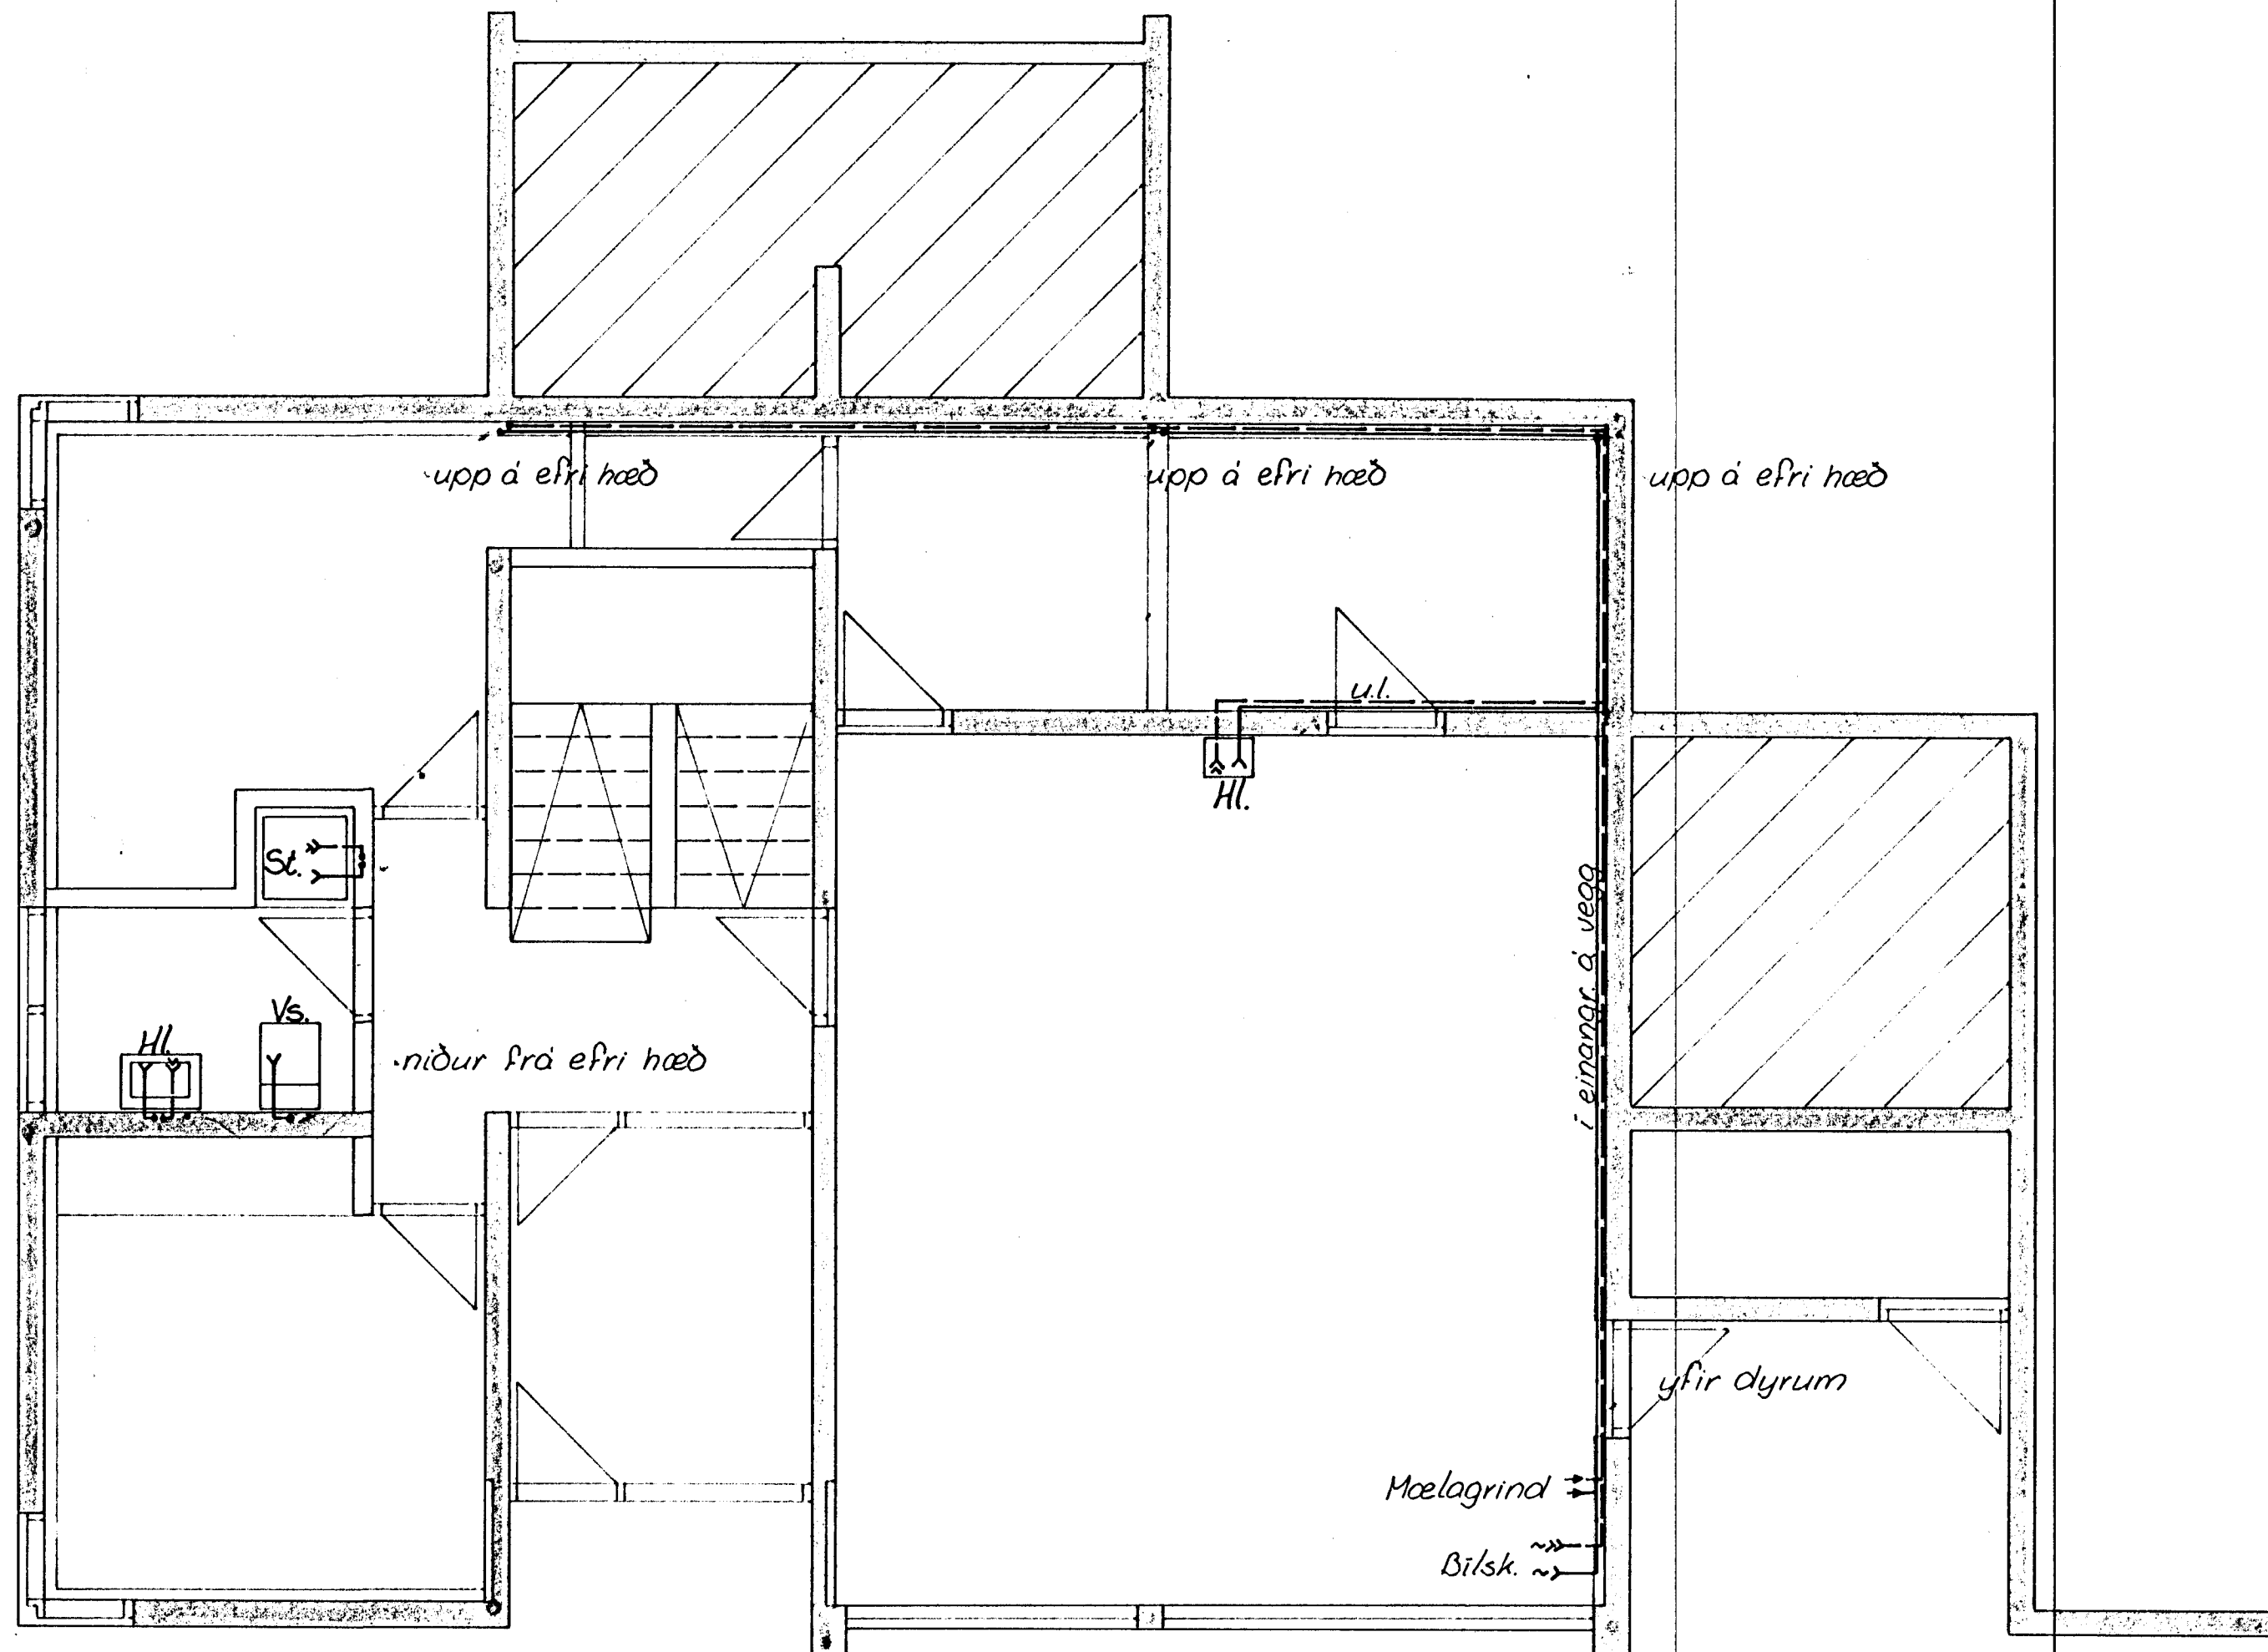 upp á efri hæð
upp á efri hæð
upp á efri hæð
u.l.
Hl.
St.
í einangr. á vegg
Vs.
Hl.
niður frá efri hæð
yfir dyrum
Mælagrind
Bílsk.